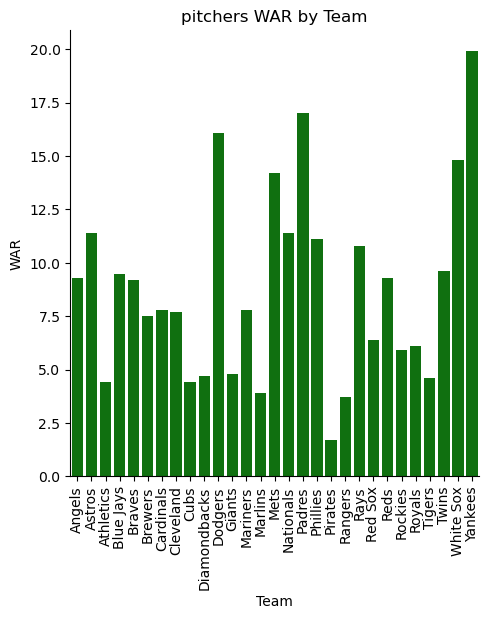 pitchers WAR by Team
20.0
17.5
15.0
12.5
10.0
7.5
5.0
2.5
0.0
WAR
Angels
Astros
Athletics
Blue Jays
Braves
Brewers
Cardinals
Cleveland
Cubs
Diamondbacks
Dodgers
Giants
Mariners
Marlins
Mets
Nationals
Padres
Phillies
Pirates
Rangers
Rays
Red Sox
Reds
Rockies
Royals
Tigers
Twins
White Sox
Yankees
Team